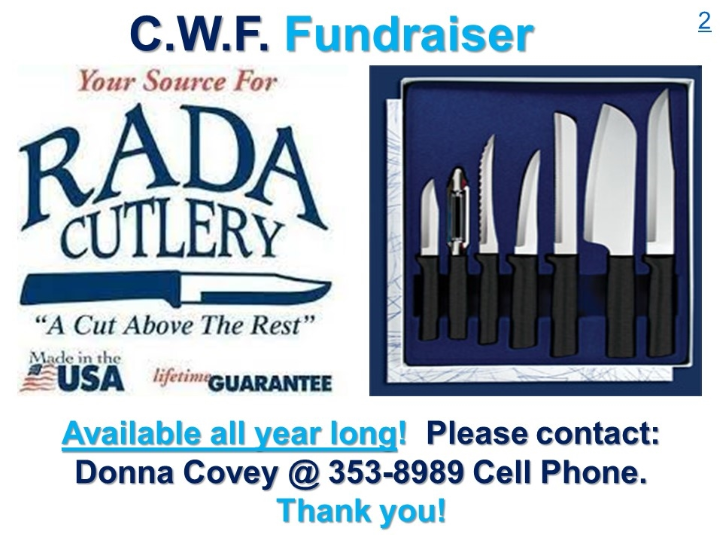 C.W.F. Fundraiser
2
Your Source For
RADA
CUTLERY
“A Cut Above The Rest”
Made in the
USA
lifetime GUARANTEE
Available all year long!  Please contact:
Donna Covey @ 353-8989 Cell Phone.
Thank you!